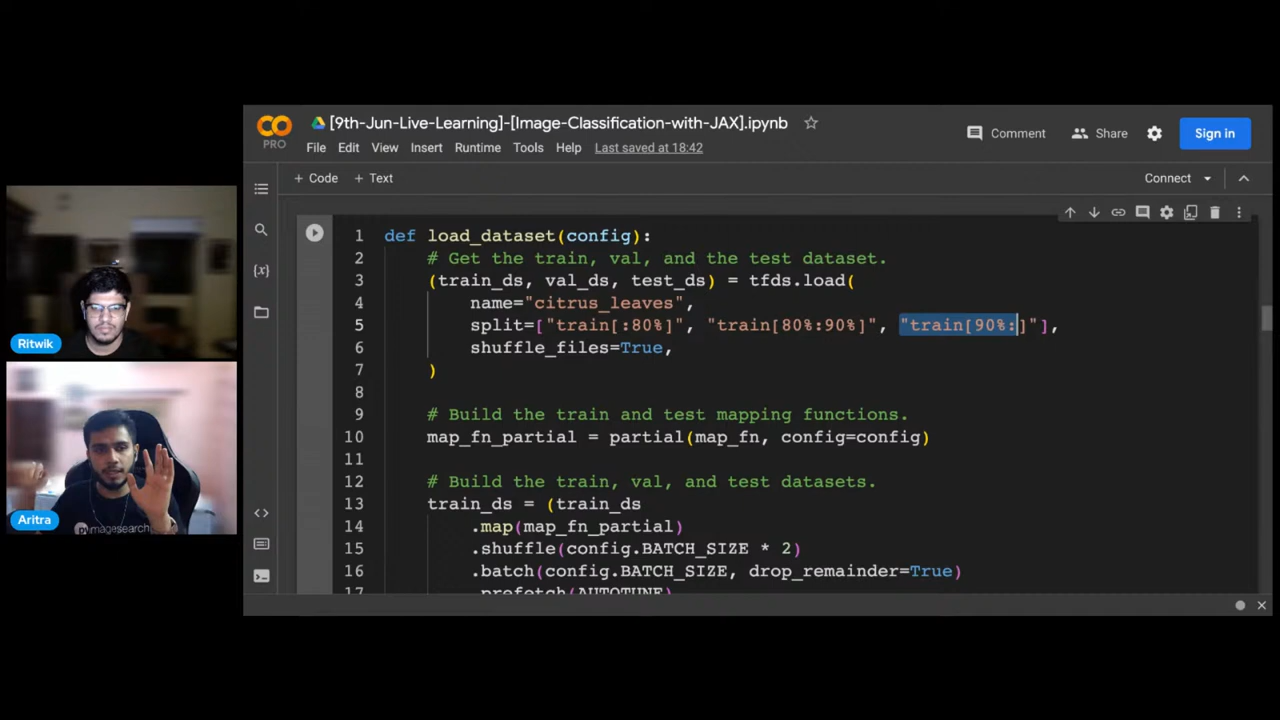 CO
PRO
[9th-Jun-Live-Learning]-[Image-Classification-with-JAX].ipynb
File Edit View Insert Runtime Tools Help Last saved at 18:42
Comment Share Sign in
+ Code + Text
Connect
{x}
1 def load_dataset(config):
2 # Get the train, val, and the test dataset.
3 (train_ds, val_ds, test_ds) = tfds.load(
4 name="citrus_leaves",
5 split=["train[:80%]", "train[80%:90%]", "train[90%:]"],
6 shuffle_files=True,
7 )
8
9 # Build the train and test mapping functions.
10 map_fn_partial = partial(map_fn, config=config)
11
12 # Build the train, val, and test datasets.
13 train_ds = (train_ds
14 .map(map_fn_partial)
15 .shuffle(config.BATCH_SIZE * 2)
16 .batch(config.BATCH_SIZE, drop_remainder=True)
17 .prefetch(AUTOTUNE)
Ritwik
Aritra
magesearch